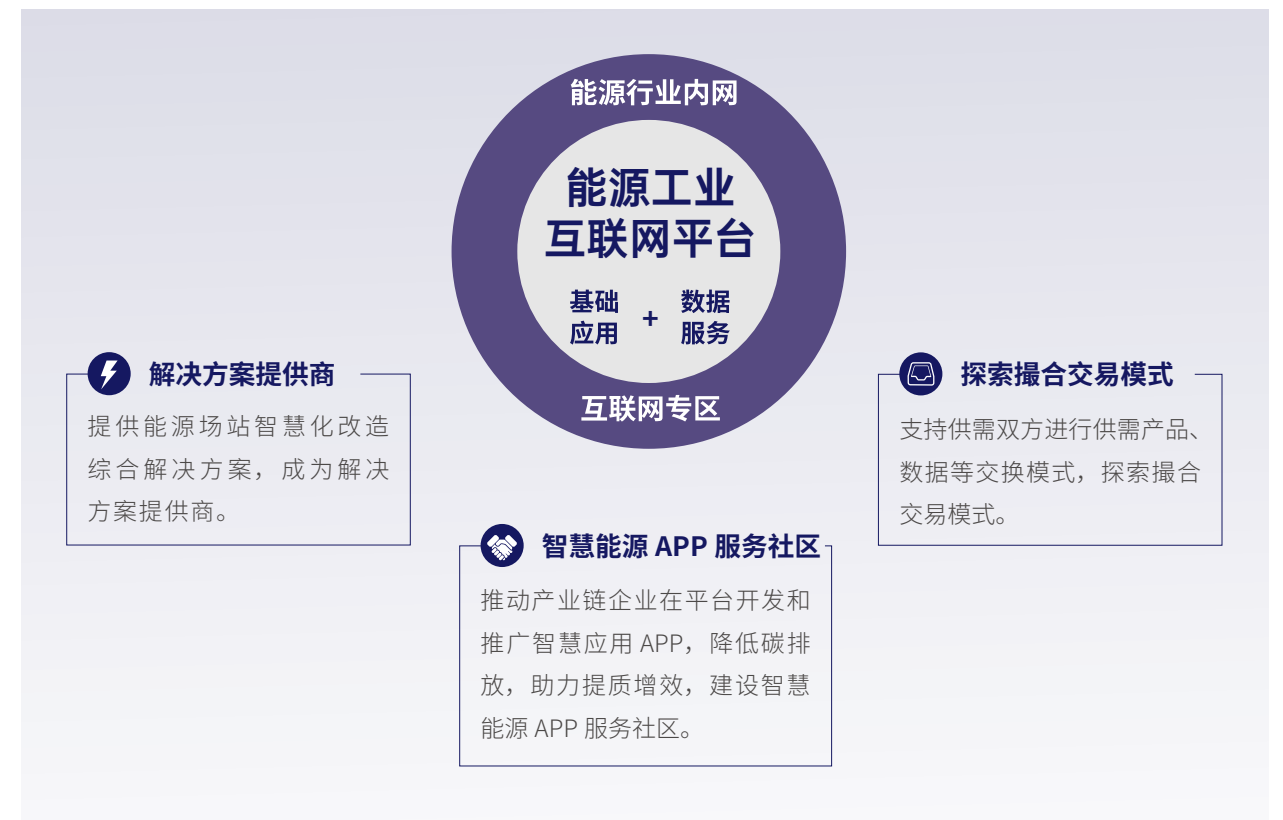 能源行业内网
能源工业
互联网平台
基础
应用
+
数据
服务
互联网专区
解决方案提供商
提供能源场站智慧化改造
综合解决方案，成为解决
方案提供商。
探索撮合交易模式
支持供需双方进行供需产品、
数据等交换模式，探索撮合
交易模式。
智慧能源 APP 服务社区
推动产业链企业在平台开发和
推广智慧应用 APP，降低碳排
放，助力提质增效，建设智慧
能源 APP 服务社区。